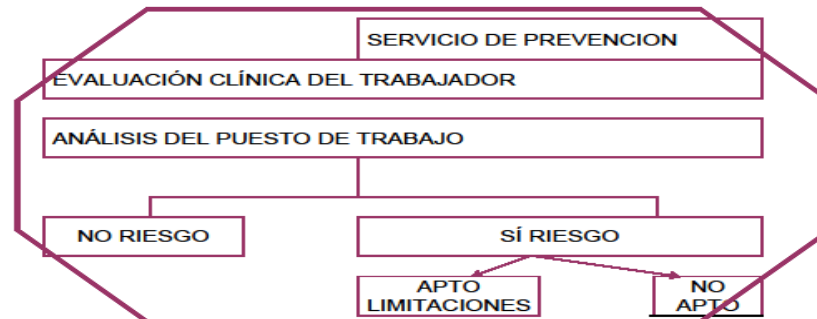 SERVICIO DE PREVENCION
EVALUACIÓN CLÍNICA DEL TRABAJADOR
ANÁLISIS DEL PUESTO DE TRABAJO
NO RIESGO
SÍ RIESGO
APTO
LIMITACIONES
NO
APTO